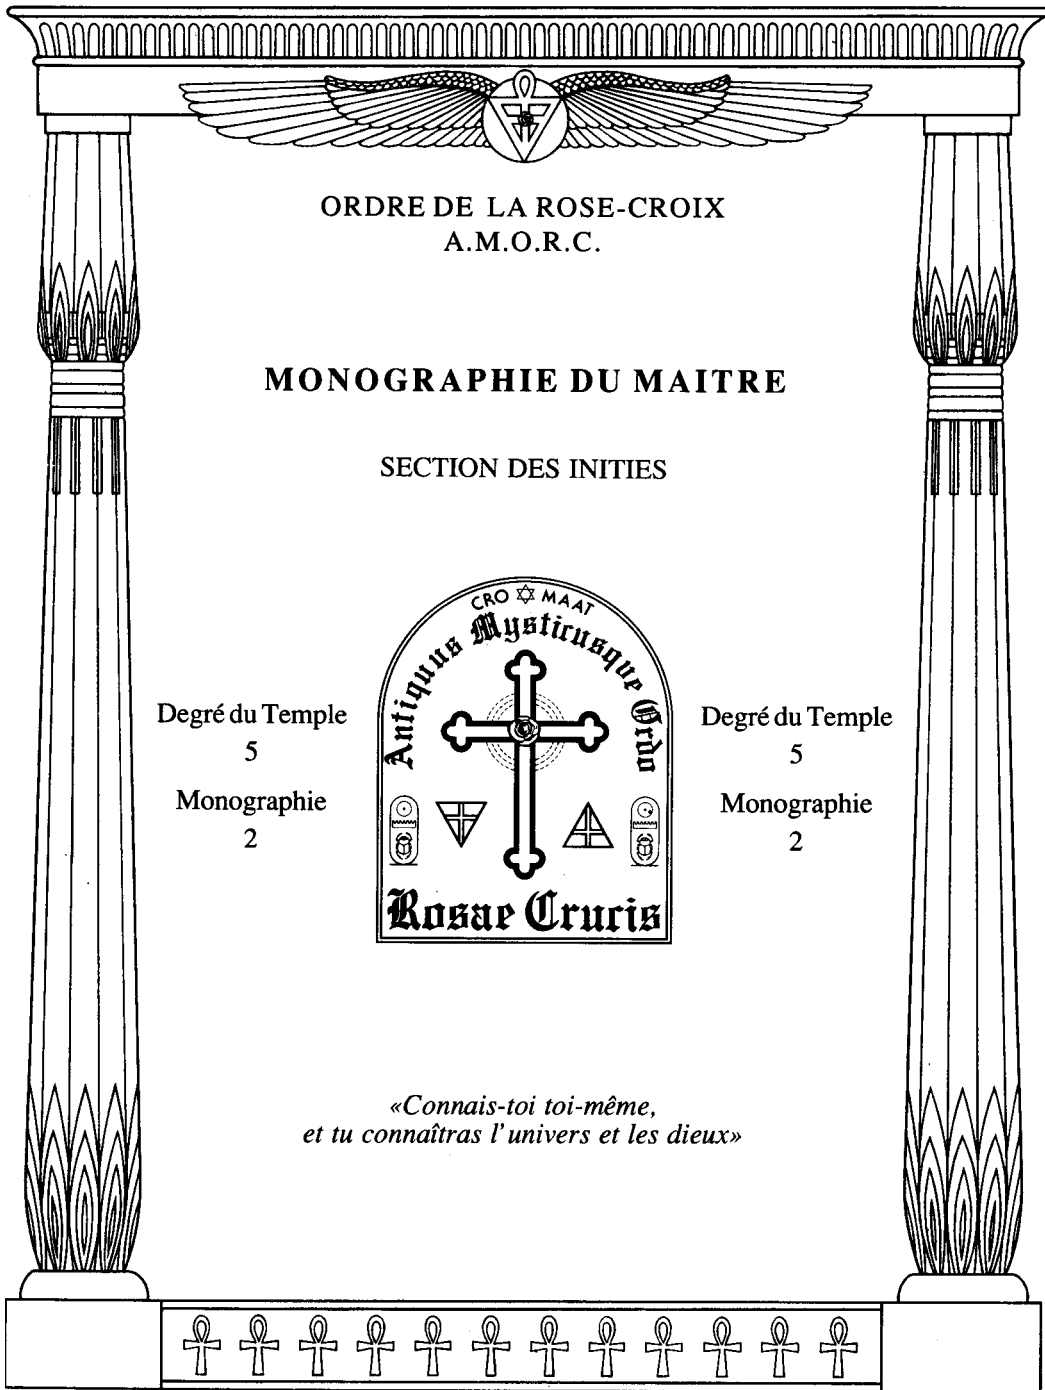 ORDRE DE LA ROSE-CROIX
A.M.O.R.C.
MONOGRAPHIE DU MAITRE
SECTION DES INITIES
CRO MAAT
Antiquus Mysticusque Ordo
Degré du Temple
5
Monographie
2
Degré du Temple
5
Monographie
2
Rosae Crucis
«Connais-toi toi-même,
et tu connaîtras l'univers et les dieux»